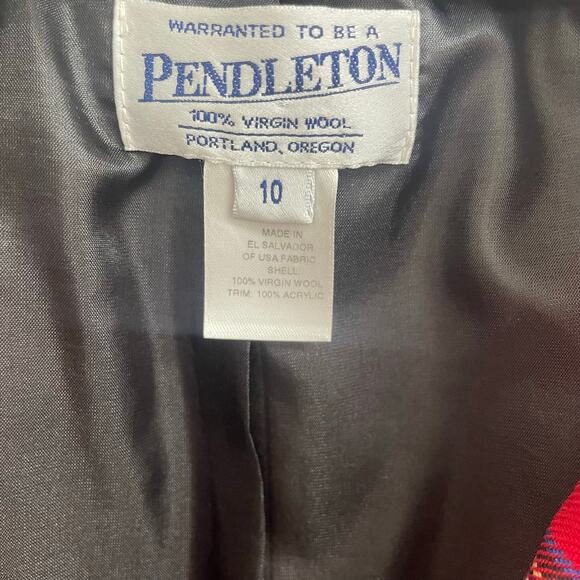 WARRANTED TO BE A
PENDLETON
100% VIRGIN WOOL
PORTLAND, OREGON
10
MADE IN
EL SALVADOR
OF USA FABRIC
SHELL:
100% VIRGIN WOOL
TRIM: 100% ACRYLIC